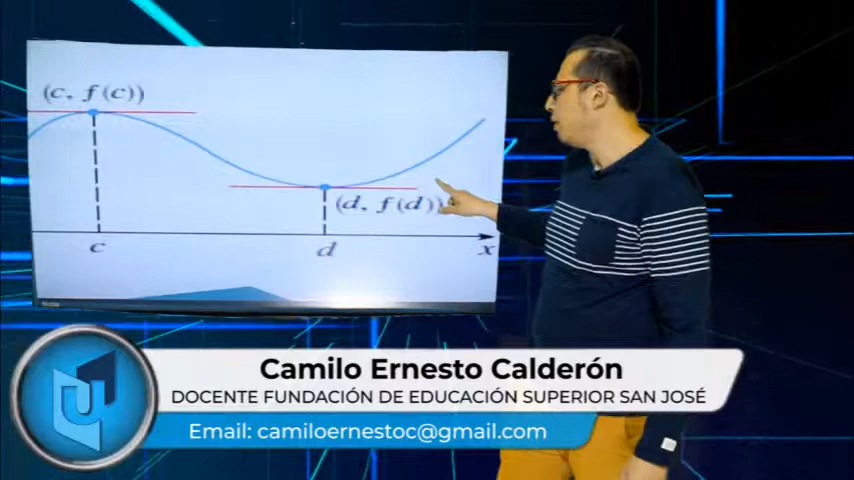 (c, f(c))
(d, f(d))
c
d
x
Camilo Ernesto Calderón
DOCENTE FUNDACIÓN DE EDUCACIÓN SUPERIOR SAN JOSÉ
Email: camiloernestoc@gmail.com